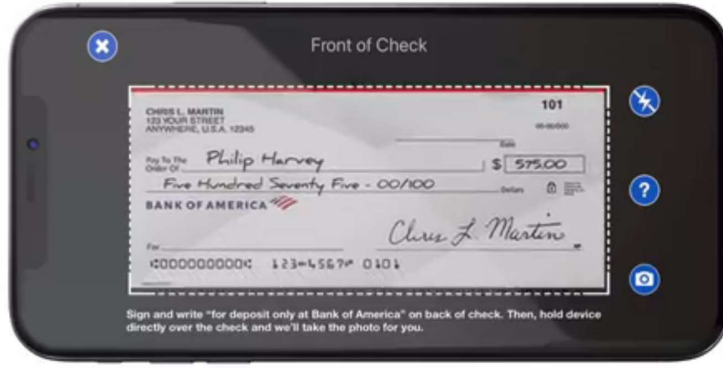 Front of Check
CHRIS L. MARTIN
123 YOUR STREET
ANYWHERE, U.S.A. 12345
101
00-00/000
Date
Pay To The
Order Of Philip Harvey $ 575.00
Five Hundred Seventy Five - 00/100 Dollars
BANK OF AMERICA
Chris L. Martin
For
⑆000000000⑆ 123⑉4567⑈ 0101
Sign and write "for deposit only at Bank of America" on back of check. Then, hold device
directly over the check and we'll take the photo for you.